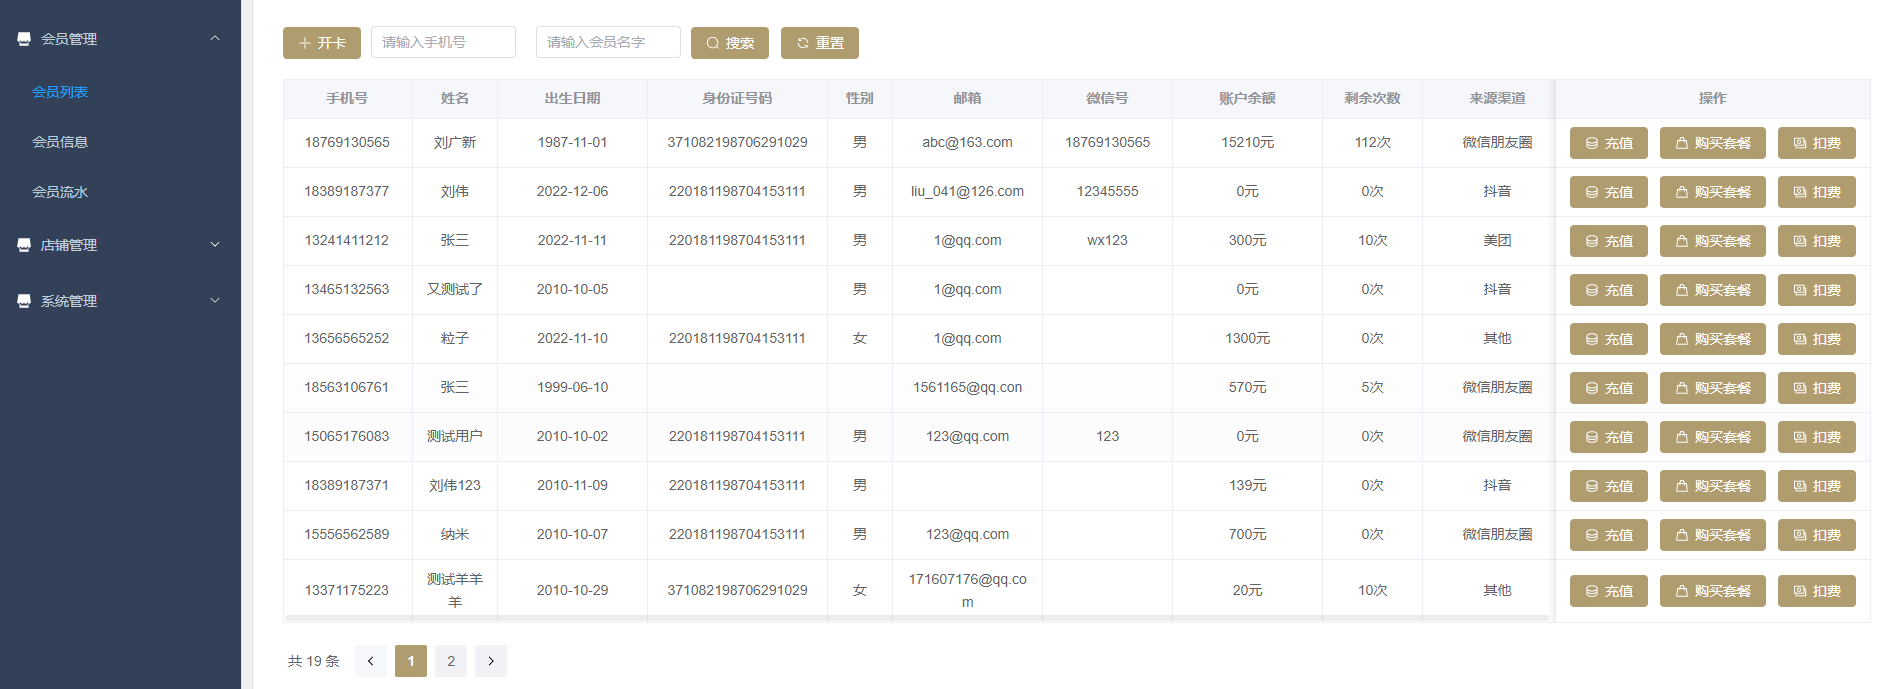 会员管理
会员列表
会员信息
会员流水
店铺管理
系统管理
开卡 请输入手机号 请输入会员名字 搜索 重置
手机号 姓名 出生日期 身份证号码 性别 邮箱 微信号 账户余额 剩余次数 来源渠道 操作
18769130565 刘广新 1987-11-01 371082198706291029 男 abc@163.com 18769130565 15210元 112次 微信朋友圈 充值 购买套餐 扣费
18389187377 刘伟 2022-12-06 220181198704153111 男 liu_041@126.com 12345555 0元 0次 抖音 充值 购买套餐 扣费
13241411212 张三 2022-11-11 220181198704153111 男 1@qq.com wx123 300元 10次 美团 充值 购买套餐 扣费
13465132563 又测试了 2010-10-05 男 1@qq.com 0元 0次 抖音 充值 购买套餐 扣费
13656565252 粒子 2022-11-10 220181198704153111 女 1@qq.com 1300元 0次 其他 充值 购买套餐 扣费
18563106761 张三 1999-06-10 1561165@qq.con 570元 5次 微信朋友圈 充值 购买套餐 扣费
15065176083 测试用户 2010-10-02 220181198704153111 男 123@qq.com 123 0元 0次 微信朋友圈 充值 购买套餐 扣费
18389187371 刘伟123 2010-11-09 220181198704153111 男 139元 0次 抖音 充值 购买套餐 扣费
15556562589 纳米 2010-10-07 220181198704153111 男 123@qq.com 700元 0次 微信朋友圈 充值 购买套餐 扣费
13371175223 测试羊羊 2010-10-29 371082198706291029 女 171607176@qq.co 20元 10次 其他 充值 购买套餐 扣费
羊 m
共 19 条 1 2